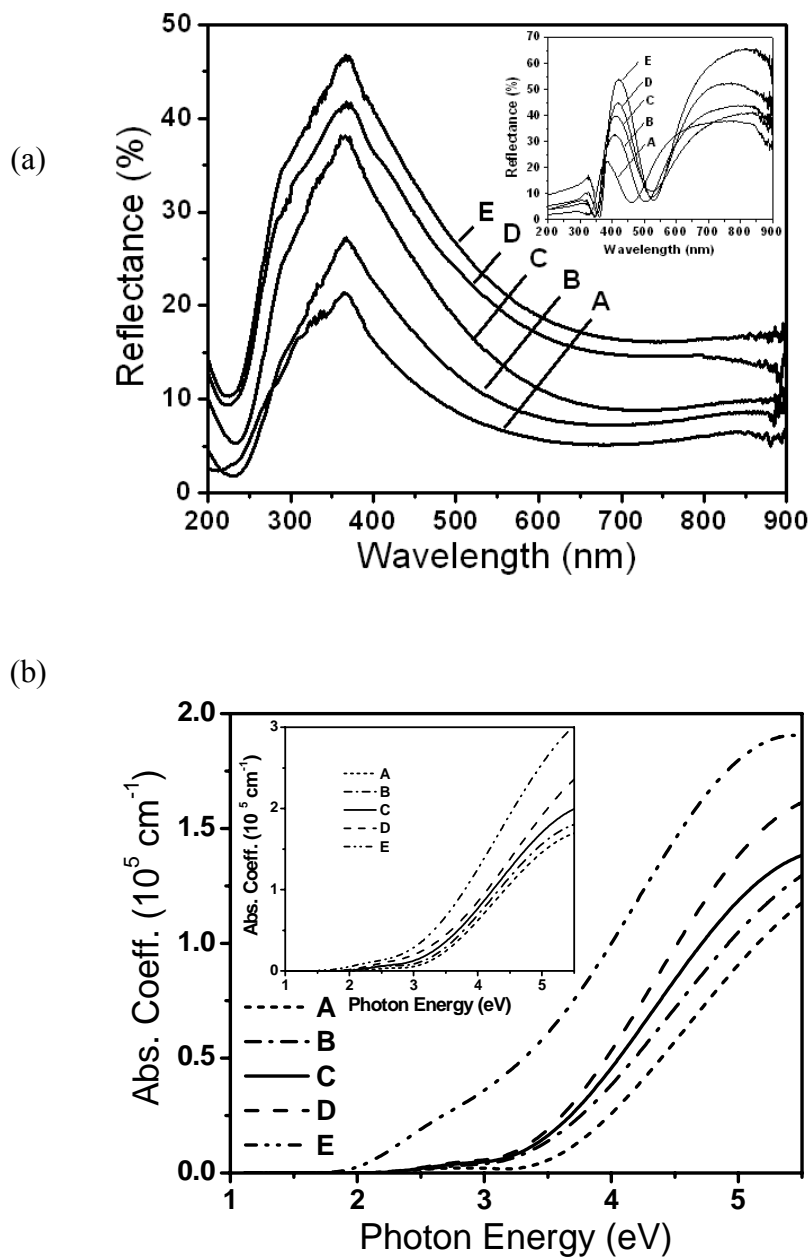 (a)
50
40
30
20
10
0
Reflectance (%)
200 300 400 500 600 700 800 900
Wavelength (nm)
E
D
C
B
A
70
60
50
40
30
20
10
0
Reflectance (%)
200 300 400 500 600 700 800 900
Wavelength (nm)
E
D
C
B
A
(b)
2.0
1.5
1.0
0.5
0.0
Abs. Coeff. (10⁵ cm⁻¹)
1 2 3 4 5
Photon Energy (eV)
A
B
C
D
E
3
2
1
0
Abs. Coeff. (10⁵ cm⁻¹)
1 2 3 4 5
Photon Energy (eV)
A
B
C
D
E